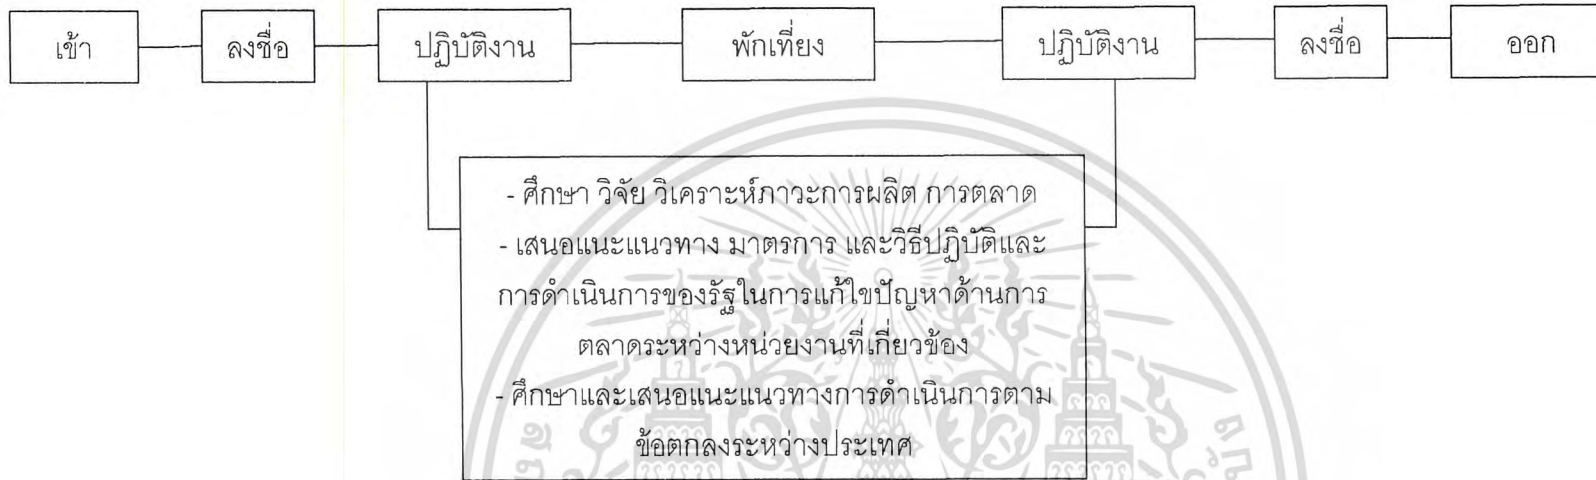 เข้า ลงชื่อ ปฏิบัติงาน พักเที่ยง ปฏิบัติงาน ลงชื่อ ออก
- ศึกษา วิจัย วิเคราะห์ภาวะการผลิต การตลาด
- เสนอแนะแนวทาง มาตรการ และวิธีปฏิบัติและ
การดำเนินการของรัฐในการแก้ไขปัญหาด้านการ
ตลาดระหว่างหน่วยงานที่เกี่ยวข้อง
- ศึกษาและเสนอแนะแนวทางการดำเนินการตาม
ข้อตกลงระหว่างประเทศ